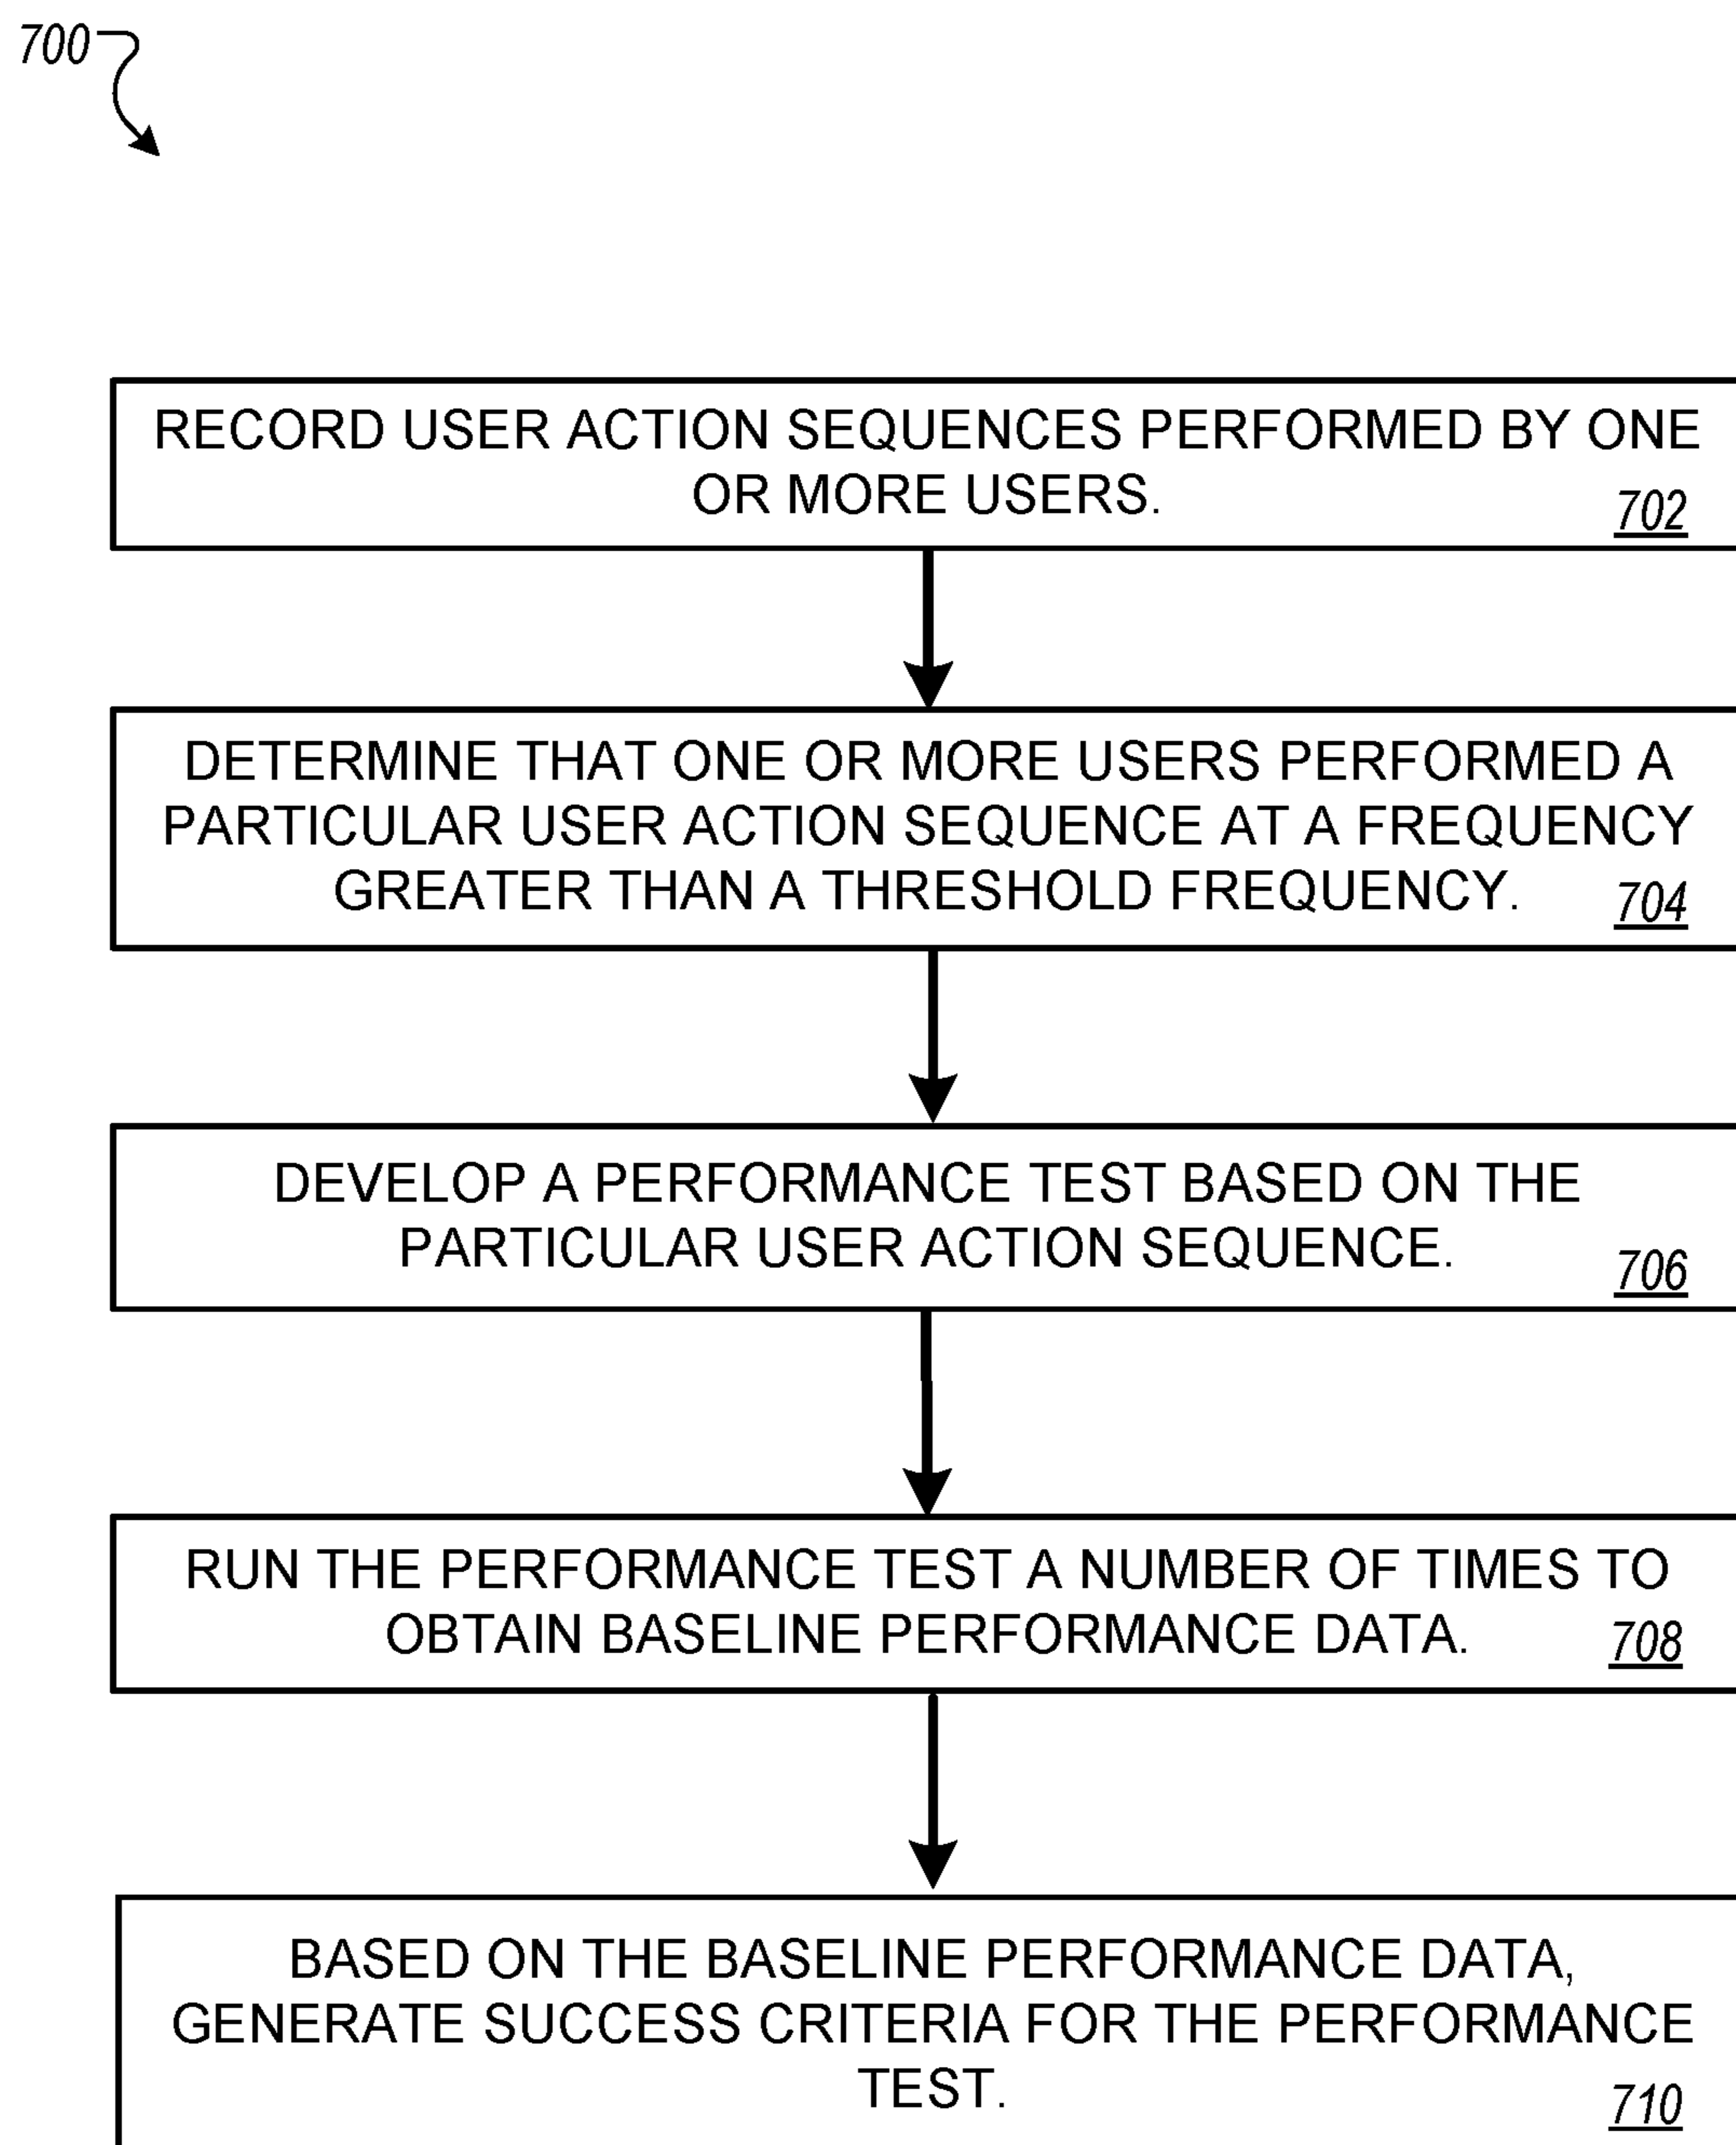 700
RECORD USER ACTION SEQUENCES PERFORMED BY ONE
OR MORE USERS.
702
DETERMINE THAT ONE OR MORE USERS PERFORMED A
PARTICULAR USER ACTION SEQUENCE AT A FREQUENCY
GREATER THAN A THRESHOLD FREQUENCY.
704
DEVELOP A PERFORMANCE TEST BASED ON THE
PARTICULAR USER ACTION SEQUENCE.
706
RUN THE PERFORMANCE TEST A NUMBER OF TIMES TO
OBTAIN BASELINE PERFORMANCE DATA.
708
BASED ON THE BASELINE PERFORMANCE DATA,
GENERATE SUCCESS CRITERIA FOR THE PERFORMANCE
TEST.
710